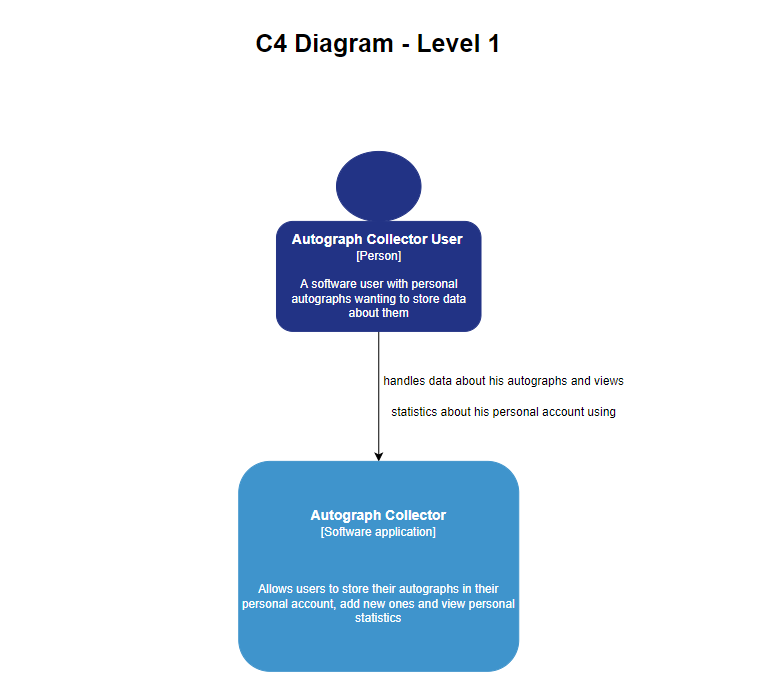 C4 Diagram - Level 1
Autograph Collector User
[Person]
A software user with personal
autographs wanting to store data
about them
handles data about his autographs and views
statistics about his personal account using
Autograph Collector
[Software application]
Allows users to store their autographs in their
personal account, add new ones and view personal
statistics